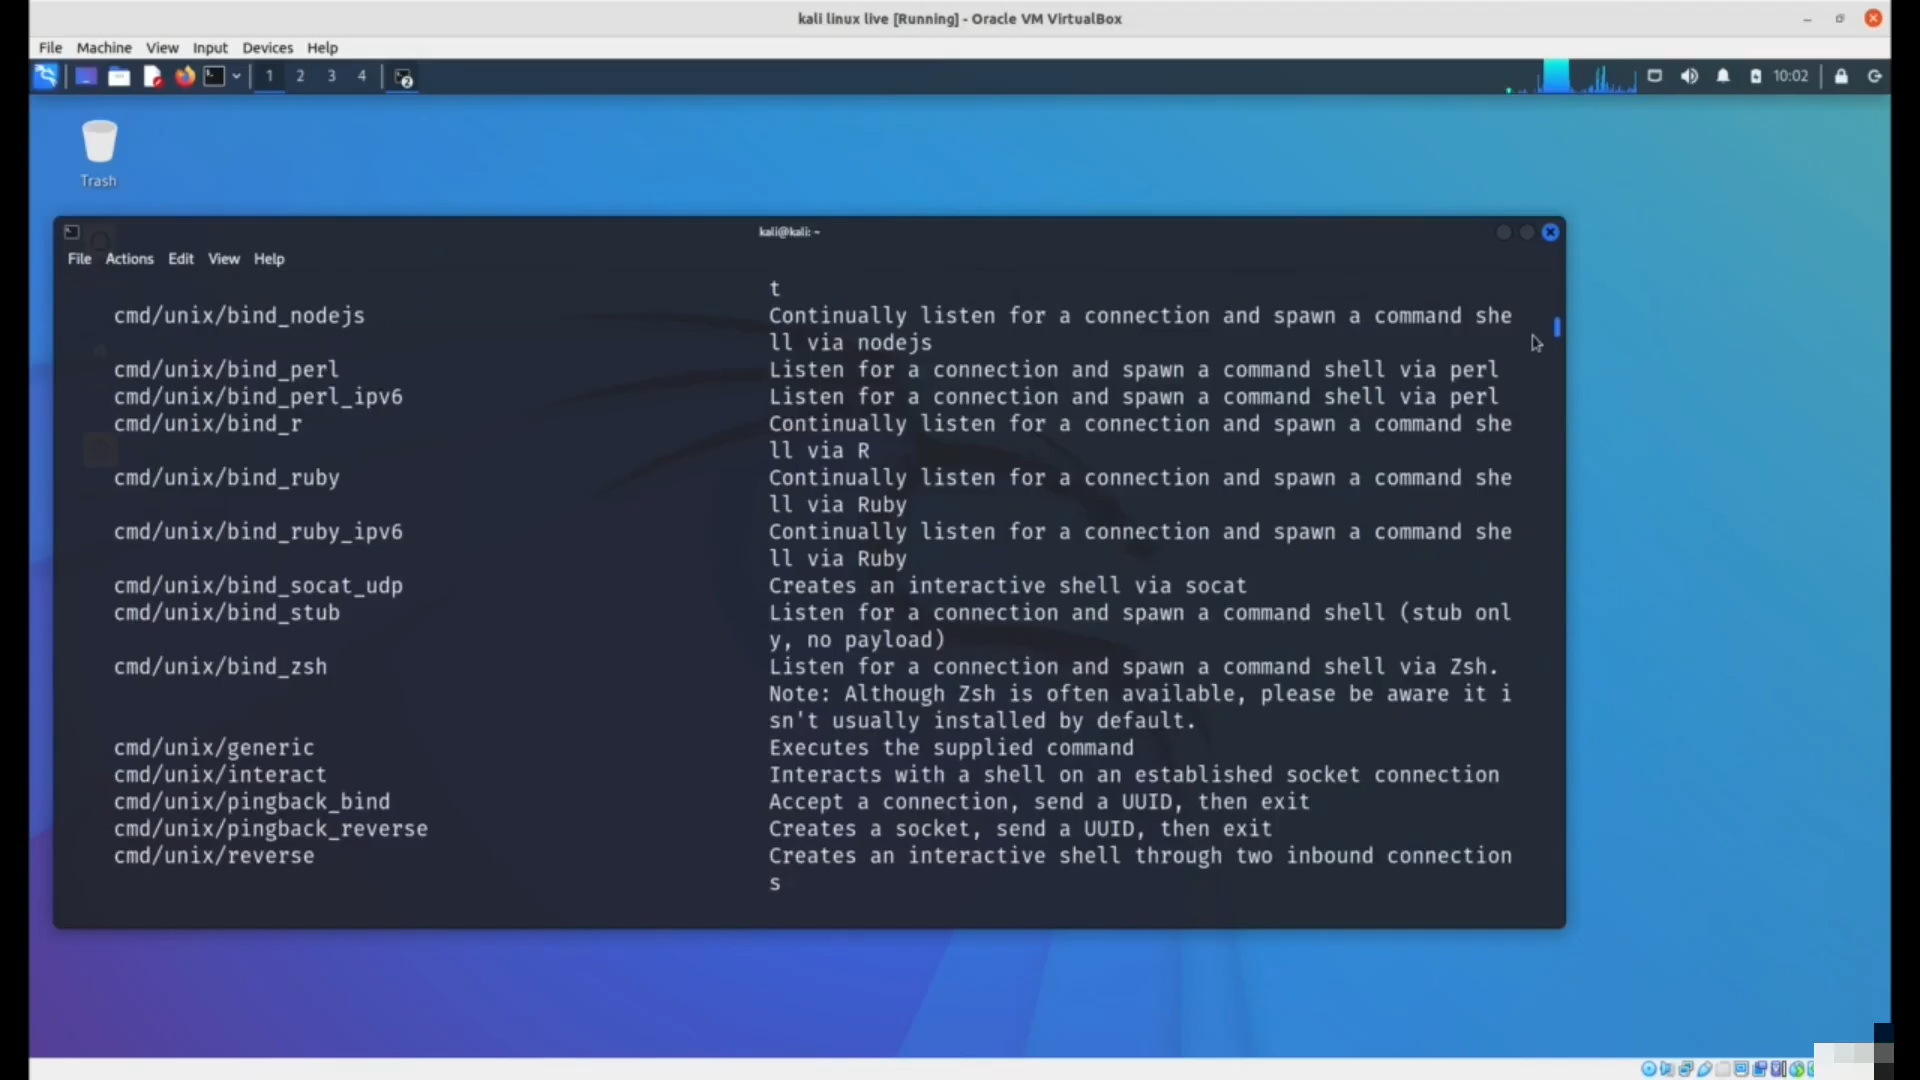 kali linux live [Running] - Oracle VM VirtualBox
File Machine View Input Devices Help
1 2 3 4 2 10:02
Trash
kali@kali: ~
File Actions Edit View Help
t
cmd/unix/bind_nodejs Continually listen for a connection and spawn a command she
ll via nodejs
cmd/unix/bind_perl Listen for a connection and spawn a command shell via perl
cmd/unix/bind_perl_ipv6 Listen for a connection and spawn a command shell via perl
cmd/unix/bind_r Continually listen for a connection and spawn a command she
ll via R
cmd/unix/bind_ruby Continually listen for a connection and spawn a command she
ll via Ruby
cmd/unix/bind_ruby_ipv6 Continually listen for a connection and spawn a command she
ll via Ruby
cmd/unix/bind_socat_udp Creates an interactive shell via socat
cmd/unix/bind_stub Listen for a connection and spawn a command shell (stub onl
y, no payload)
cmd/unix/bind_zsh Listen for a connection and spawn a command shell via Zsh.
Note: Although Zsh is often available, please be aware it i
sn't usually installed by default.
cmd/unix/generic Executes the supplied command
cmd/unix/interact Interacts with a shell on an established socket connection
cmd/unix/pingback_bind Accept a connection, send a UUID, then exit
cmd/unix/pingback_reverse Creates a socket, send a UUID, then exit
cmd/unix/reverse Creates an interactive shell through two inbound connection
s